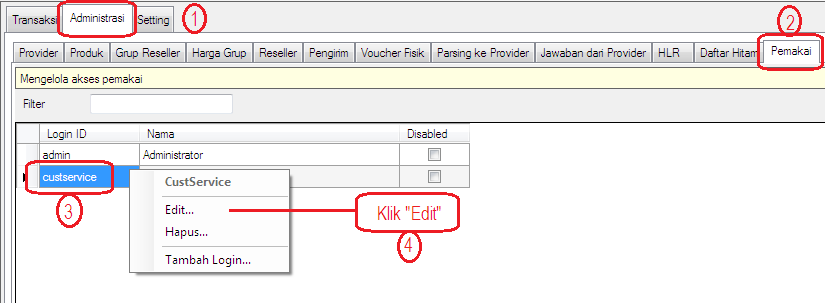 Transaksi Administrasi Setting 1
2
Provider Produk Grup Reseller Harga Grup Reseller Pengirim Voucher Fisik Parsing ke Provider Jawaban dari Provider HLR Daftar Hitam Pemakai
Mengelola akses pemakai
Filter
Login ID Nama Disabled
admin Administrator
custservice
CustService
3
Edit...
Klik "Edit"
Hapus...
4
Tambah Login...